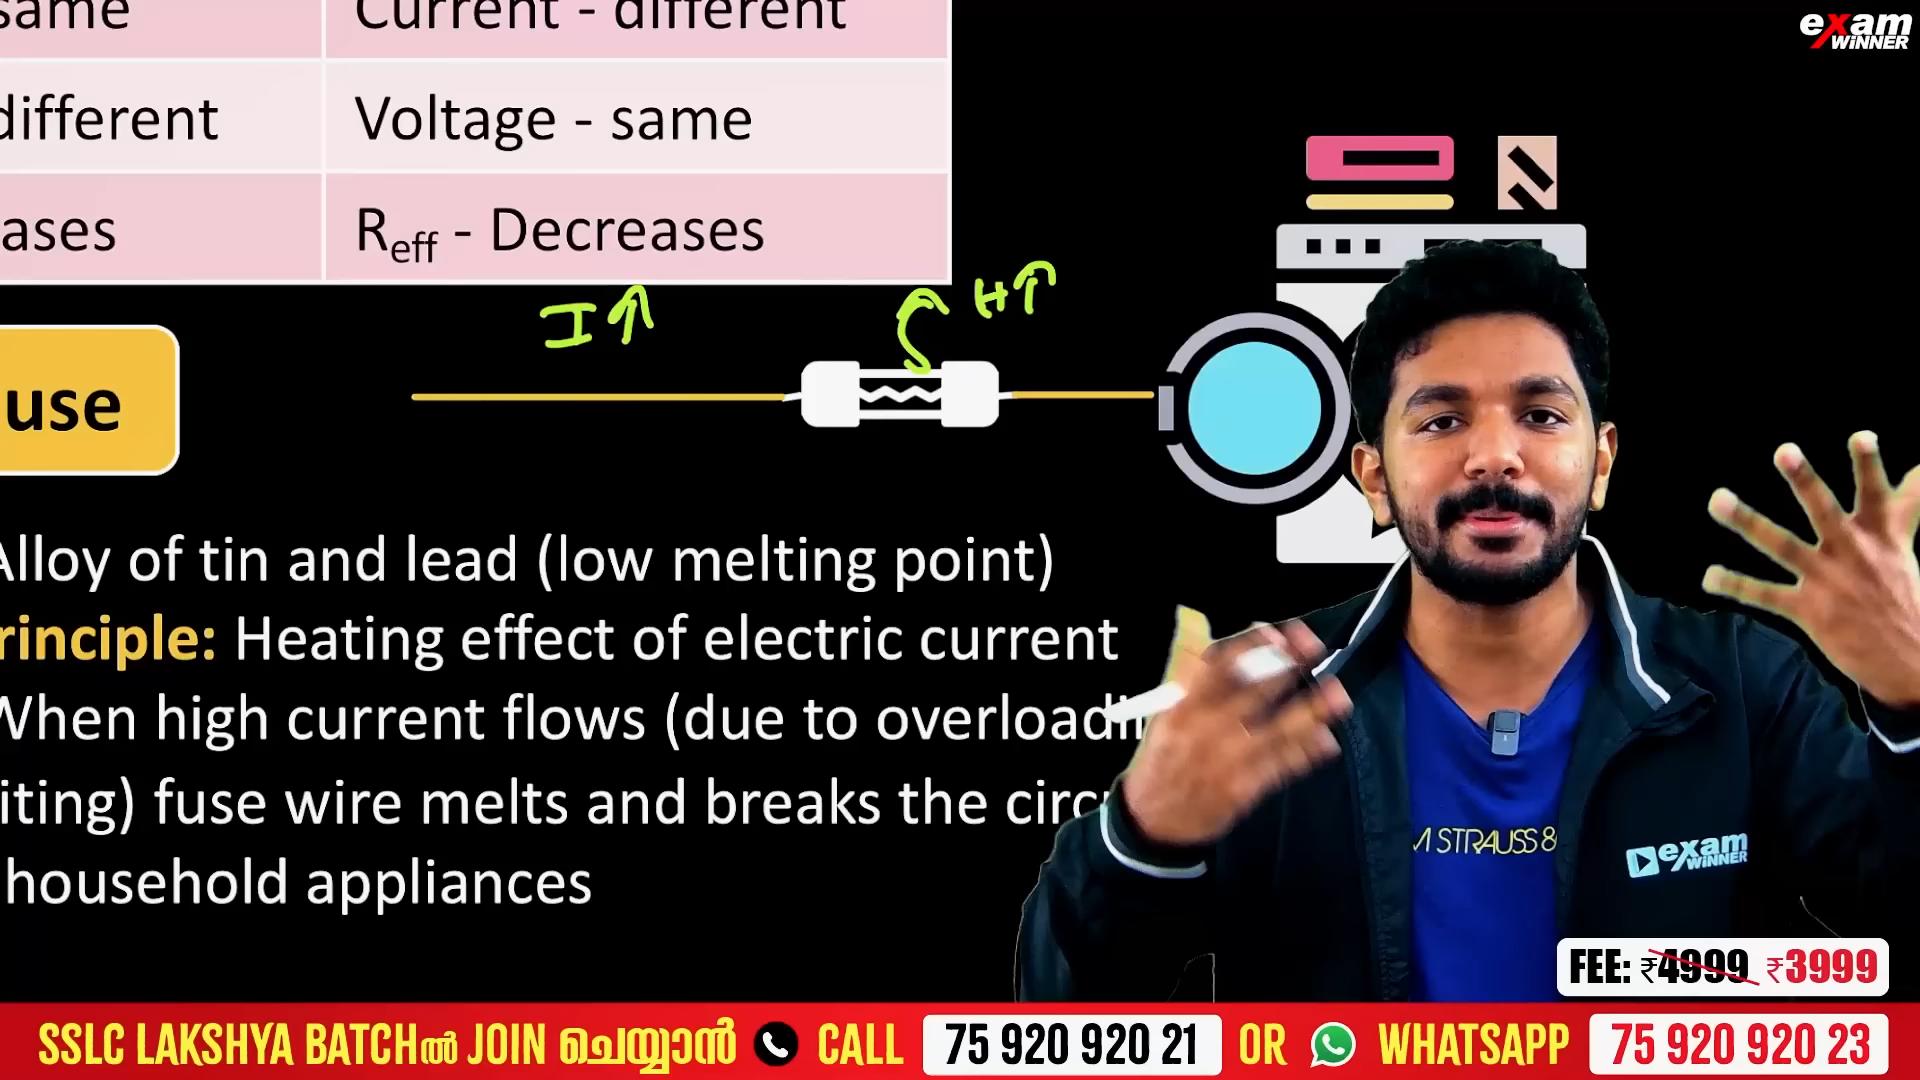 same
Current - different
exam
WINNER
different
Voltage - same
ases
Reff - Decreases
I↑
H↑
use
Alloy of tin and lead (low melting point)
rinciple: Heating effect of electric current
When high current flows (due to overloadi
iting) fuse wire melts and breaks the circ
household appliances
M STRAUSS &
exam
WINNER
FEE: ₹4999 ₹3999
SSLC LAKSHYA BATCHൽ JOIN ചെയ്യാൻ CALL 75 920 920 21 OR WHATSAPP 75 920 920 23